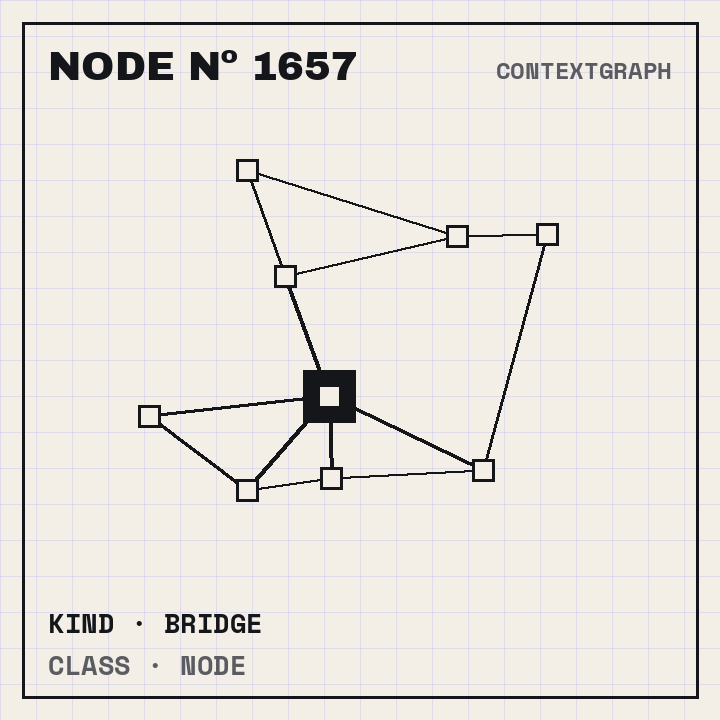 NODE Nº 1657
CONTEXTGRAPH
KIND · BRIDGE
CLASS · NODE